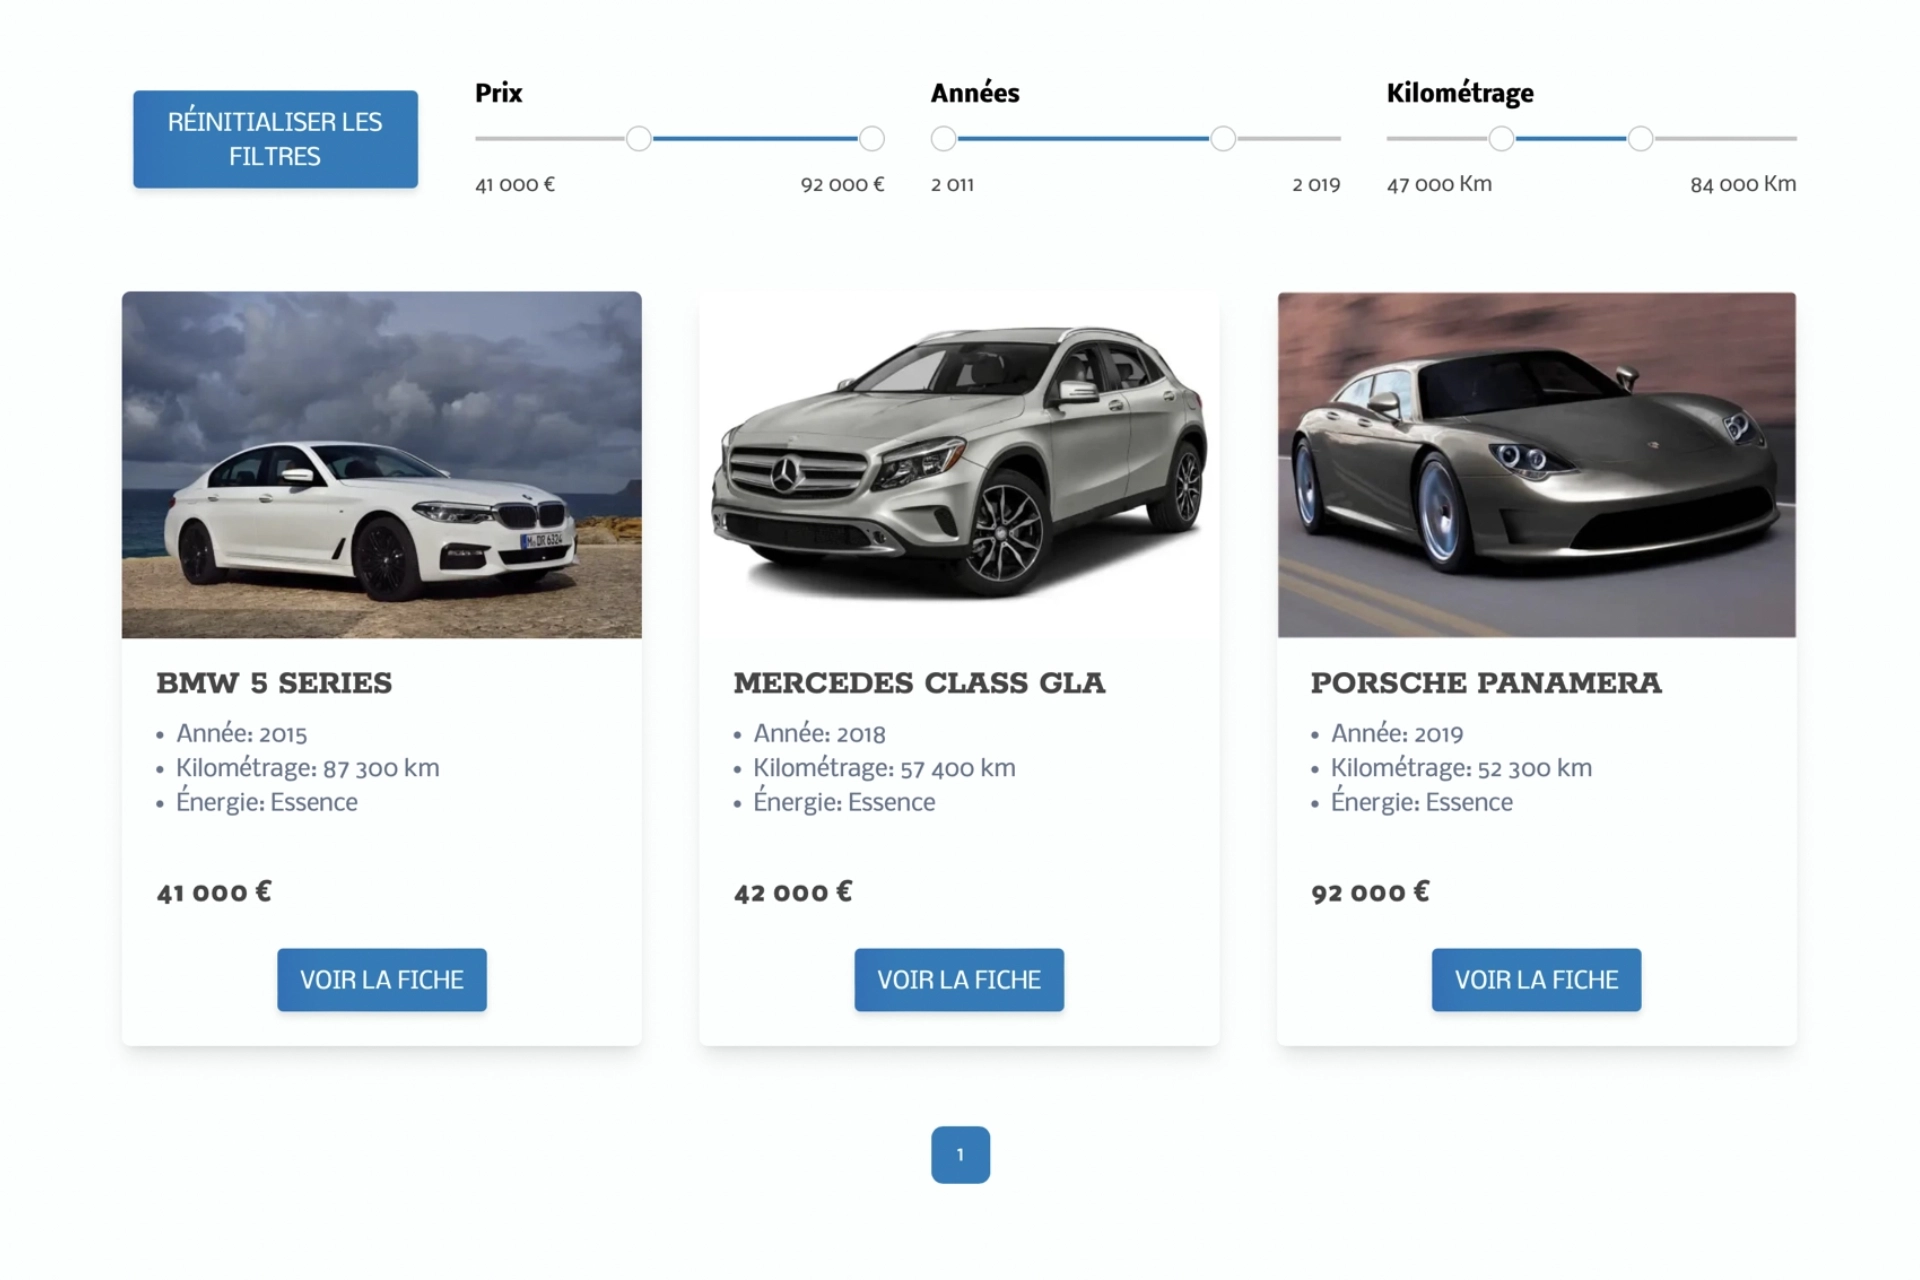 RÉINITIALISER LES
FILTRES
Prix
41 000 €
92 000 €
Années
2 011
2 019
Kilométrage
47 000 Km
84 000 Km
M DR 6324
BMW 5 SERIES
• Année: 2015
• Kilométrage: 87 300 km
• Énergie: Essence
41 000 €
VOIR LA FICHE
MERCEDES CLASS GLA
• Année: 2018
• Kilométrage: 57 400 km
• Énergie: Essence
42 000 €
VOIR LA FICHE
PORSCHE PANAMERA
• Année: 2019
• Kilométrage: 52 300 km
• Énergie: Essence
92 000 €
VOIR LA FICHE
1